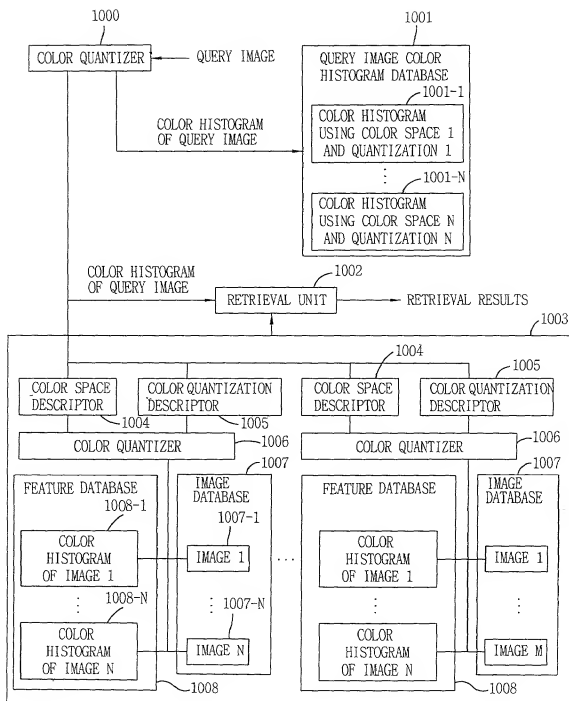 1000
COLOR QUANTIZER
QUERY IMAGE
1001
QUERY IMAGE COLOR
HISTOGRAM DATABASE
1001-1
COLOR HISTOGRAM
USING COLOR SPACE 1
AND QUANTIZATION 1
COLOR HISTOGRAM
OF QUERY IMAGE
1001-N
COLOR HISTOGRAM
USING COLOR SPACE N
AND QUANTIZATION N
COLOR HISTOGRAM
OF QUERY IMAGE
1002
RETRIEVAL UNIT
RETRIEVAL RESULTS
1003
COLOR SPACE
DESCRIPTOR
1004
COLOR QUANTIZATION
DESCRIPTOR
1005
1004
COLOR SPACE
DESCRIPTOR
1005
COLOR QUANTIZATION
DESCRIPTOR
COLOR QUANTIZER
1006
COLOR QUANTIZER
1006
FEATURE DATABASE
1007
IMAGE
DATABASE
1008-1
COLOR
HISTOGRAM
OF IMAGE 1
1007-1
IMAGE 1
1008-N
COLOR
HISTOGRAM
OF IMAGE N
1007-N
IMAGE N
1008
FEATURE DATABASE
1007
IMAGE
DATABASE
COLOR
HISTOGRAM
OF IMAGE 1
IMAGE 1
COLOR
HISTOGRAM
OF IMAGE N
IMAGE M
1008